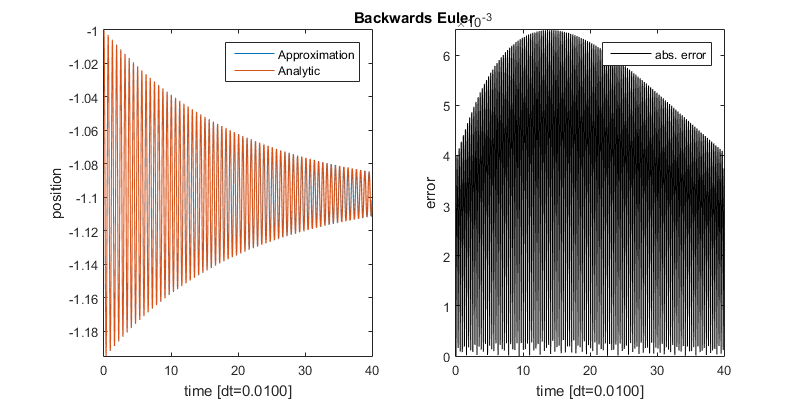 Backwards Euler
×10-3
-1
-1.02
-1.04
-1.06
-1.08
-1.1
-1.12
-1.14
-1.16
-1.18
position
Approximation
Analytic
0 10 20 30 40
time [dt=0.0100]
6
5
4
3
2
1
0
error
abs. error
0 10 20 30 40
time [dt=0.0100]